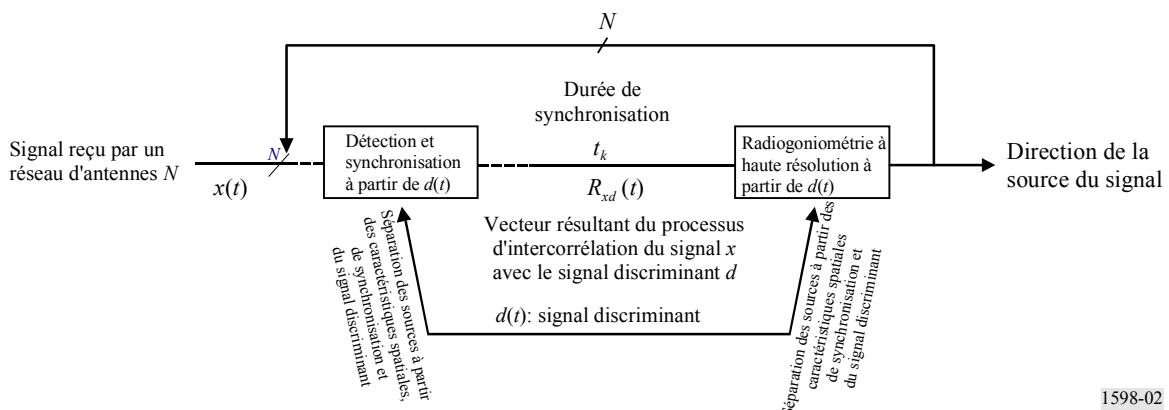 N
Durée de
synchronisation
Signal reçu par un
réseau d'antennes N
x(t)
N
Détection et
synchronisation
à partir de d(t)
t_k
R_xd (t)
Radiogoniométrie à
haute résolution à
partir de d(t)
Direction de la
source du signal
Vecteur résultant du processus
d'intercorrélation du signal x
avec le signal discriminant d
d(t): signal discriminant
Séparation des sources à partir
des caractéristiques spatiales,
de synchronisation et
du signal discriminant
Séparation des sources à partir des
caractéristiques spatiales
de synchronisation et
du signal discriminant
1598-02